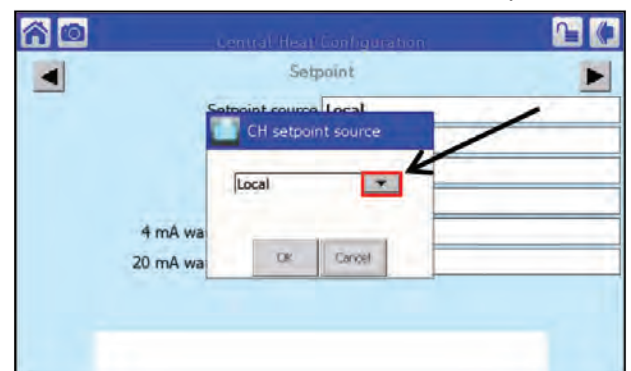 Central Heat Configuration
Setpoint
Setpoint source Local
CH setpoint source
Local
4 mA wa
OK Cancel
20 mA wa